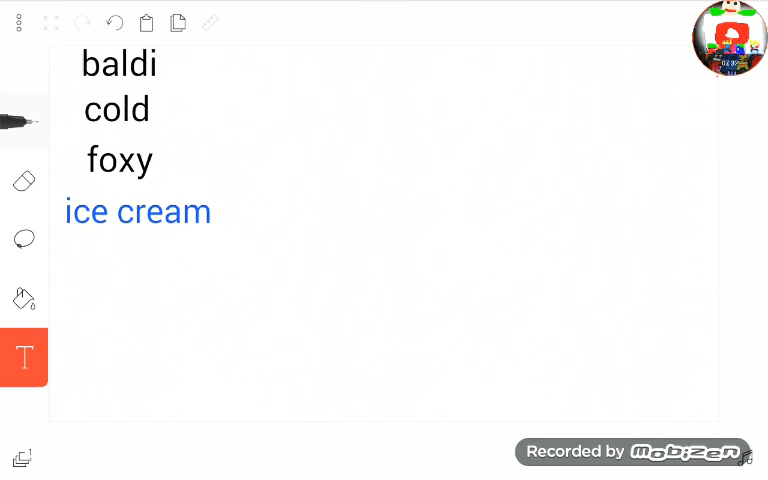 baldi
cold
foxy
ice cream
T
Recorded by mobizen